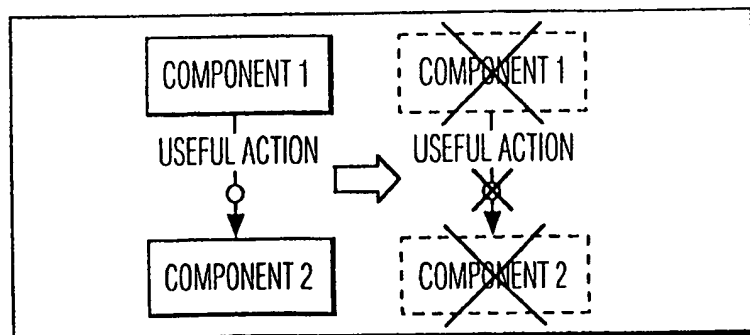 COMPONENT 1
USEFUL ACTION
COMPONENT 2
COMPONENT 1
USEFUL ACTION
COMPONENT 2